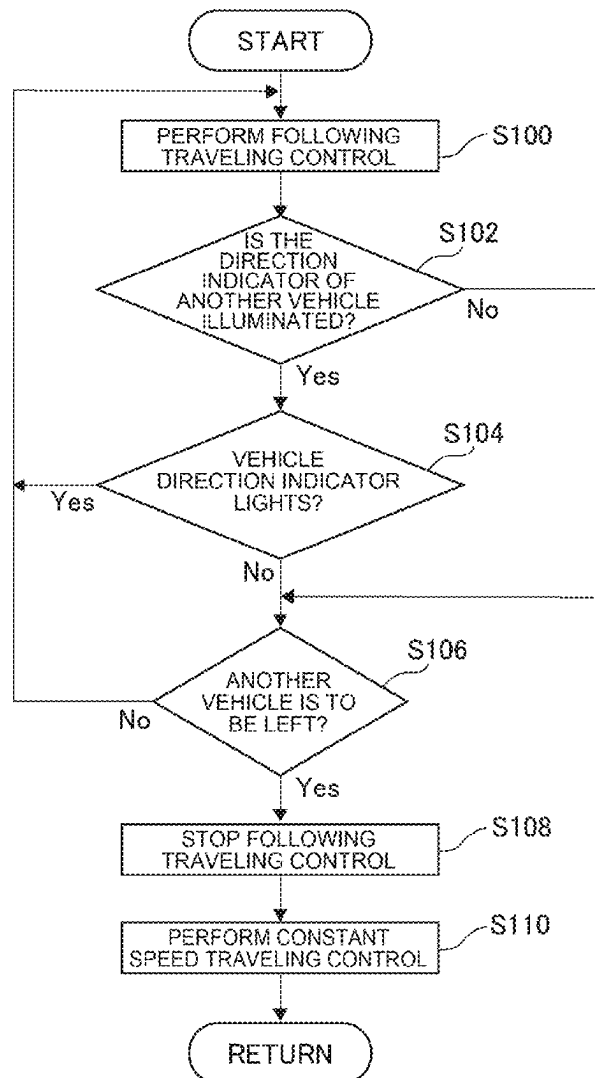 START
PERFORM FOLLOWING
TRAVELING CONTROL
S100
IS THE
DIRECTION
INDICATOR OF
ANOTHER VEHICLE
ILLUMINATED?
S102
No
Yes
VEHICLE
DIRECTION INDICATOR
LIGHTS?
S104
Yes
No
ANOTHER
VEHICLE IS TO
BE LEFT?
S106
No
Yes
STOP FOLLOWING
TRAVELING CONTROL
S108
PERFORM CONSTANT
SPEED TRAVELING CONTROL
S110
RETURN